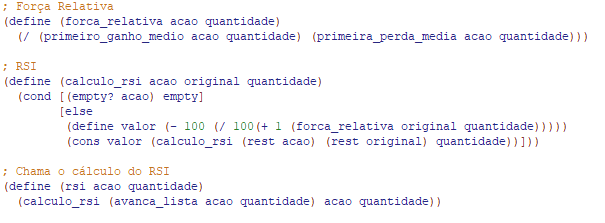 ; Força Relativa
(define (forca_relativa acao quantidade)
  (/ (primeiro_ganho_medio acao quantidade) (primeira_perda_media acao quantidade)))

; RSI
(define (calculo_rsi acao original quantidade)
  (cond [(empty? acao) empty]
        [else
         (define valor (- 100 (/ 100(+ 1 (forca_relativa original quantidade)))))
         (cons valor (calculo_rsi (rest acao) (rest original) quantidade))]))

; Chama o cálculo do RSI
(define (rsi acao quantidade)
  (calculo_rsi (avanca_lista acao quantidade) acao quantidade))